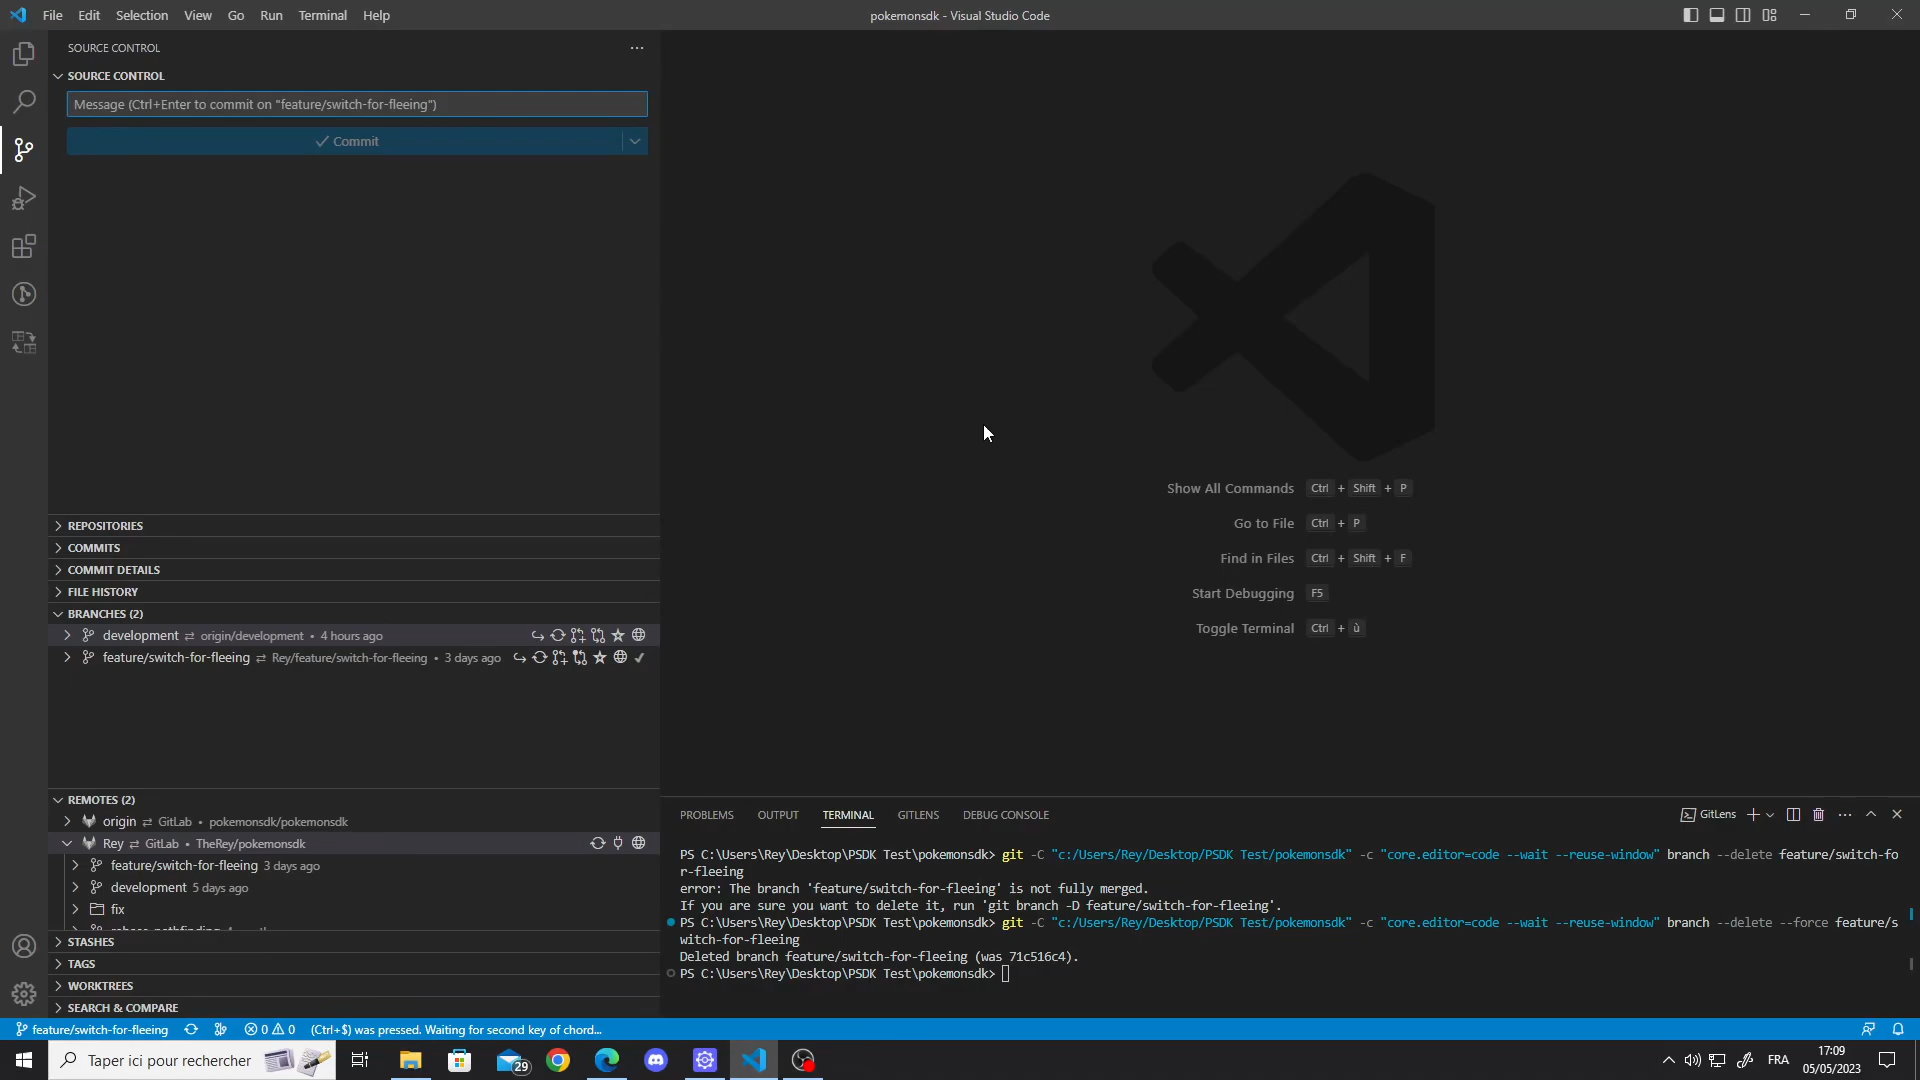 File Edit Selection View Go Run Terminal Help
pokemonsdk - Visual Studio Code
SOURCE CONTROL
SOURCE CONTROL
Message (Ctrl+Enter to commit on "feature/switch-for-fleeing")
Commit
Show All Commands Ctrl + Shift + P
Go to File Ctrl + P
Find in Files Ctrl + Shift + F
Start Debugging F5
Toggle Terminal Ctrl + ù
REPOSITORIES
COMMITS
COMMIT DETAILS
FILE HISTORY
BRANCHES (2)
development ⇄ origin/development • 4 hours ago
feature/switch-for-fleeing ⇄ Rey/feature/switch-for-fleeing • 3 days ago
REMOTES (2)
origin ⇄ GitLab • pokemonsdk/pokemonsdk
Rey ⇄ GitLab • TheRey/pokemonsdk
feature/switch-for-fleeing 3 days ago
development 5 days ago
fix
STASHES
TAGS
WORKTREES
SEARCH & COMPARE
PROBLEMS OUTPUT TERMINAL GITLENS DEBUG CONSOLE
GitLens
PS C:\Users\Rey\Desktop\PSDK Test\pokemonsdk> git -C "c:/Users/Rey/Desktop/PSDK Test/pokemonsdk" -c "core.editor=code --wait --reuse-window" branch --delete feature/switch-fo
r-fleeing
error: The branch 'feature/switch-for-fleeing' is not fully merged.
If you are sure you want to delete it, run 'git branch -D feature/switch-for-fleeing'.
PS C:\Users\Rey\Desktop\PSDK Test\pokemonsdk> git -C "c:/Users/Rey/Desktop/PSDK Test/pokemonsdk" -c "core.editor=code --wait --reuse-window" branch --delete --force feature/s
witch-for-fleeing
Deleted branch feature/switch-for-fleeing (was 71c516c4).
PS C:\Users\Rey\Desktop\PSDK Test\pokemonsdk>
feature/switch-for-fleeing 0 0 (Ctrl+$) was pressed. Waiting for second key of chord...
Taper ici pour rechercher
29
FRA
17:09
05/05/2023